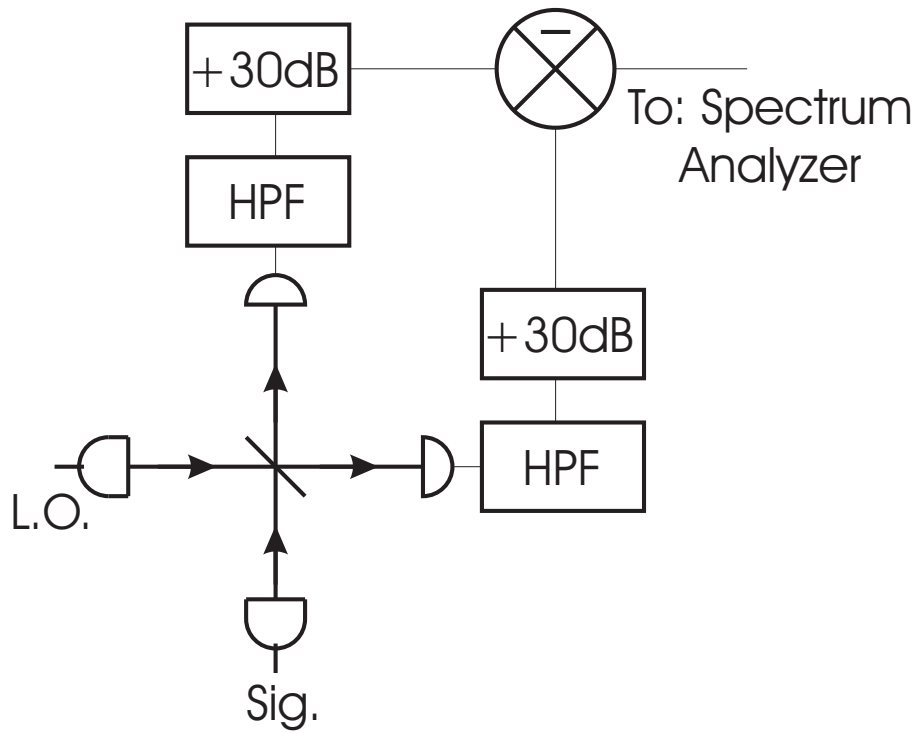 +30dB
−
To: Spectrum
Analyzer
HPF
+30dB
HPF
L.O.
Sig.